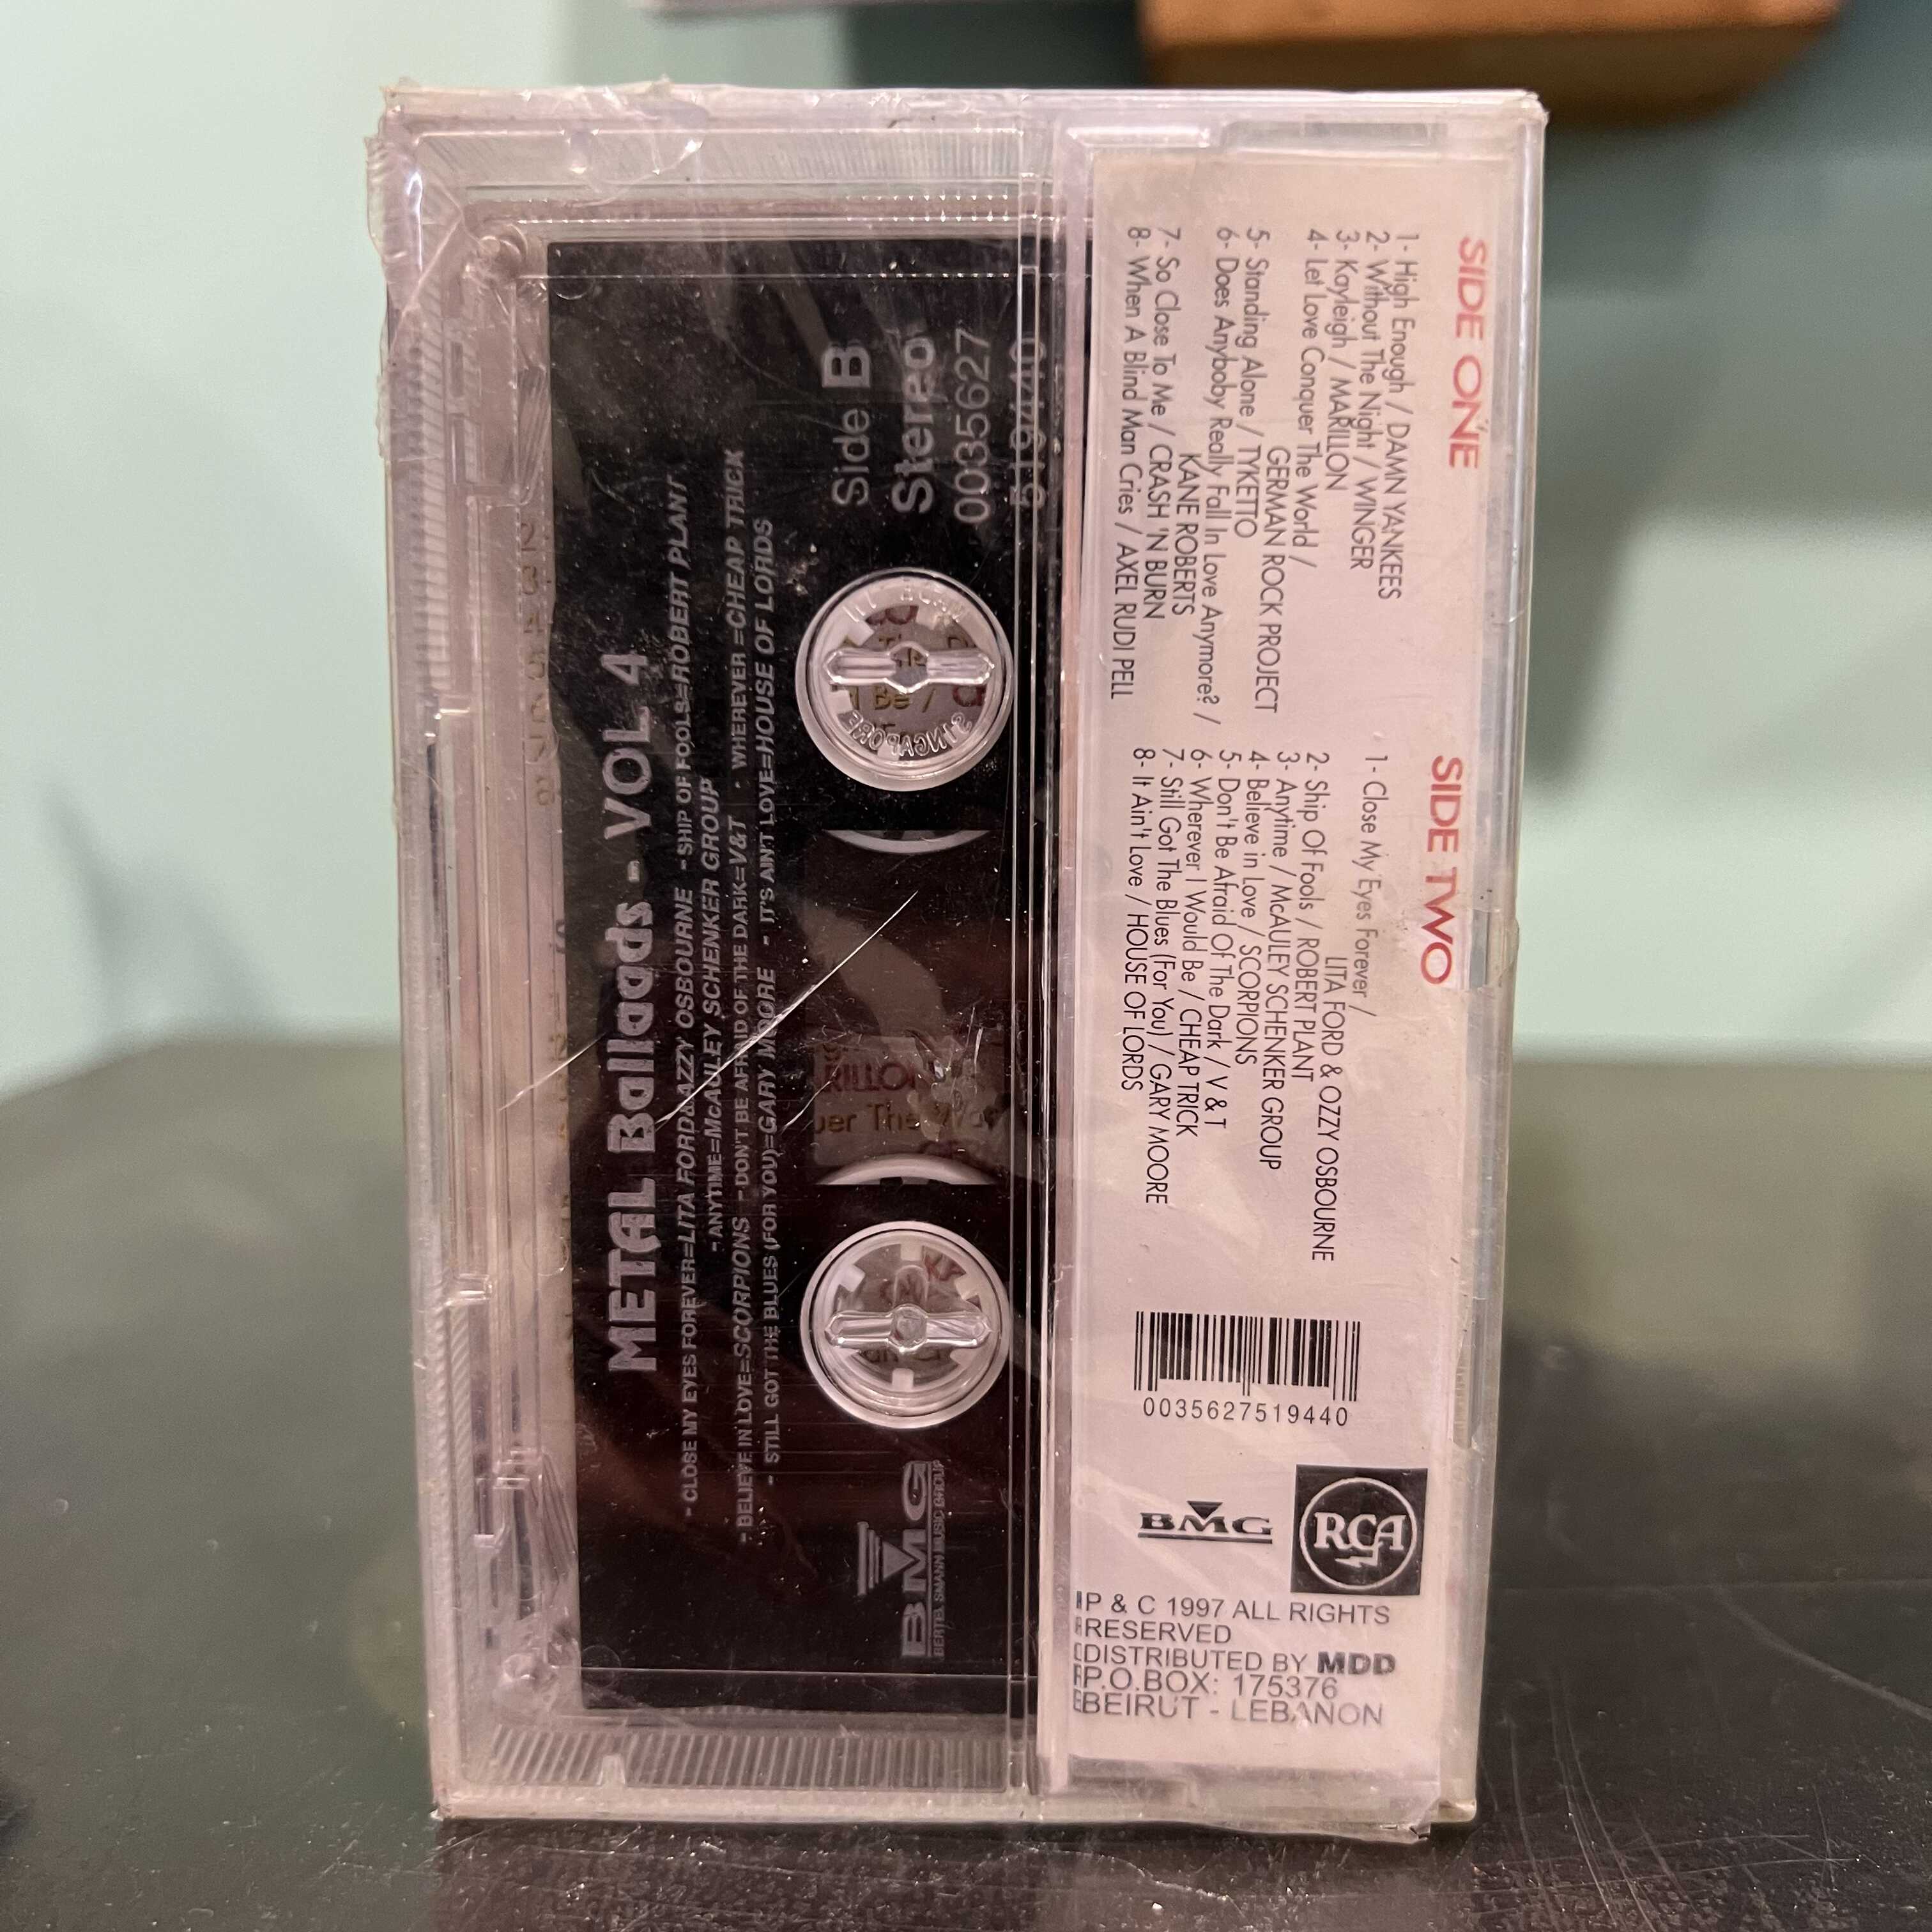 SIDE ONE
1- High Enough / DAMN YANKEES
2- Without The Night / WINGER
3- Kayleigh / MARILLON
4- Let Love Conquer The World /
GERMAN ROCK PROJECT
5- Standing Alone / TYKETTO
6- Does Anyboby Really Fall In Love Anymore? /
KANE ROBERTS
7- So Close To Me / CRASH 'N BURN
8- When A Blind Man Cries / AXEL RUDI PELL
SIDE TWO
1- Close My Eyes Forever /
LITA FORD & OZZY OSBOURNE
2- Ship Of Fools / ROBERT PLANT
3- Anytime / McAULEY SCHENKER GROUP
4- Believe in Love / SCORPIONS
5- Don't Be Afraid Of The Dark / V & T
6- Wherever I Would Be / CHEAP TRICK
7- Still Got The Blues (For You) / GARY MOORE
8- It Ain't Love / HOUSE OF LORDS
0035627519440
BMG
RCA
P & C 1997 ALL RIGHTS
RESERVED
DISTRIBUTED BY MDD
P.O.BOX: 175376
BEIRUT - LEBANON
519440
0035627
Stereo
Side B
SINGAPORE
RILLON
er The
BMG
BERTELSMANN MUSIC GROUP
- STILL GOT THE BLUES (FOR YOU)=GARY MOORE - IT'S AIN'T LOVE=HOUSE OF LORDS
- BELIEVE IN LOVE=SCORPIONS - DON'T BE AFRAID OF THE DARK=V&T - WHEREVER =CHEAP TRICK
- ANYTIME=McAULEY SCHENKER GROUP
- CLOSE MY EYES FOREVER=LITA FORD&AZZY OSBOURNE - SHIP OF FOOLS=ROBERT PLANT
METAL Ballads - VOL 4